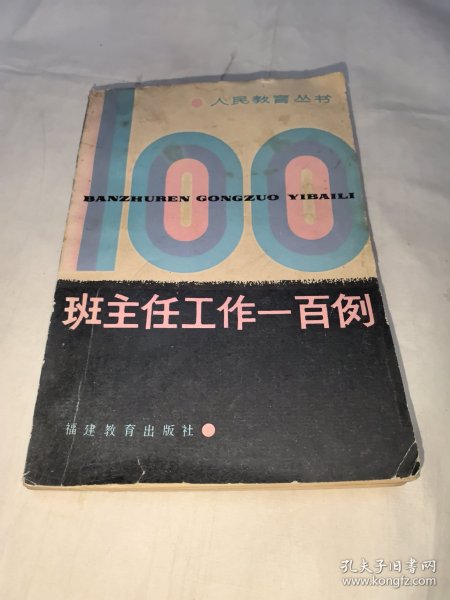 人民教育丛书
100
BANZHUREN GONGZUO YIBAILI
班主任工作一百例
福建教育出版社
孔夫子旧书网
www.kongfz.com